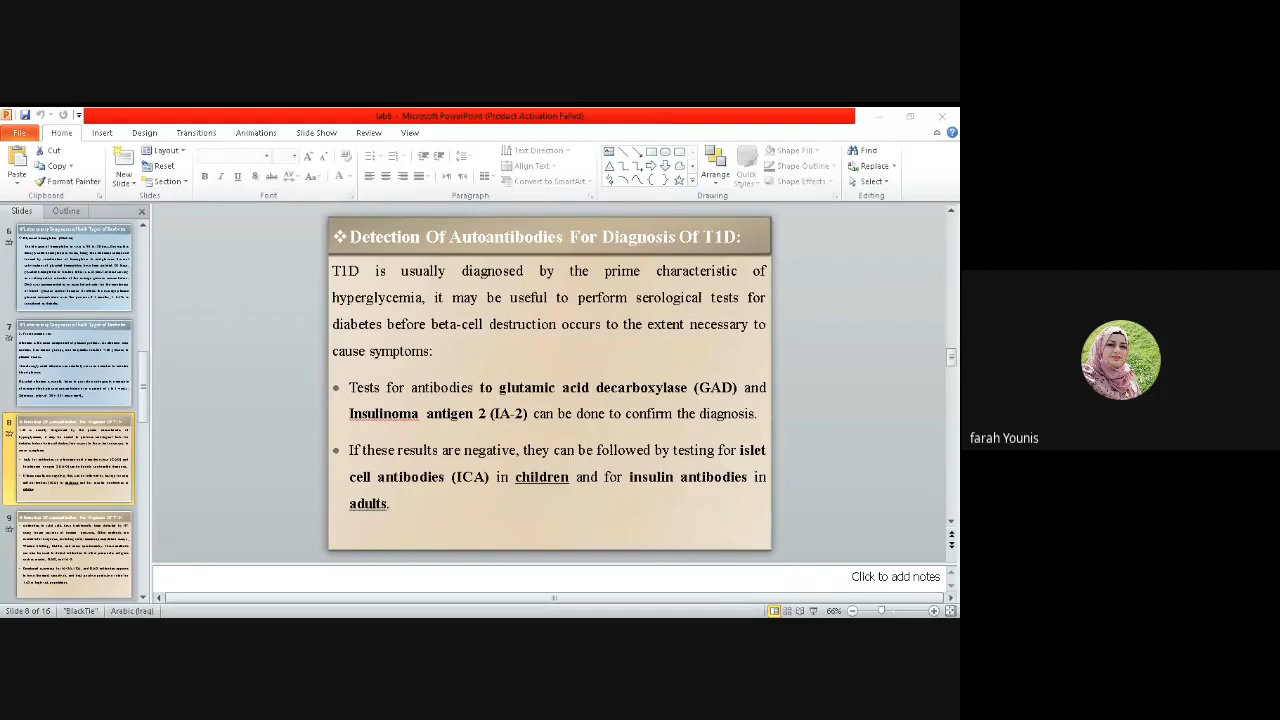 lab6 - Microsoft PowerPoint (Product Activation Failed)
File Home Insert Design Transitions Animations Slide Show Review View
Cut
Copy
Format Painter
Paste
Clipboard
New
Slide
Layout
Reset
Section
Slides
Font
Text Direction
Align Text
Convert to SmartArt
Paragraph
Arrange
Quick
Styles
Shape Fill
Shape Outline
Shape Effects
Drawing
Find
Replace
Select
Editing
Slides Outline
6
7
8
9
❖ Detection Of Autoantibodies For Diagnosis Of T1D:
T1D is usually diagnosed by the prime characteristic of
hyperglycemia, it may be useful to perform serological tests for
diabetes before beta-cell destruction occurs to the extent necessary to
cause symptoms:
• Tests for antibodies to glutamic acid decarboxylase (GAD) and
Insulinoma antigen 2 (IA-2) can be done to confirm the diagnosis.
• If these results are negative, they can be followed by testing for islet
cell antibodies (ICA) in children and for insulin antibodies in
adults.
Click to add notes
Slide 8 of 16 "BlackTie" Arabic (Iraq) 66%
farah Younis